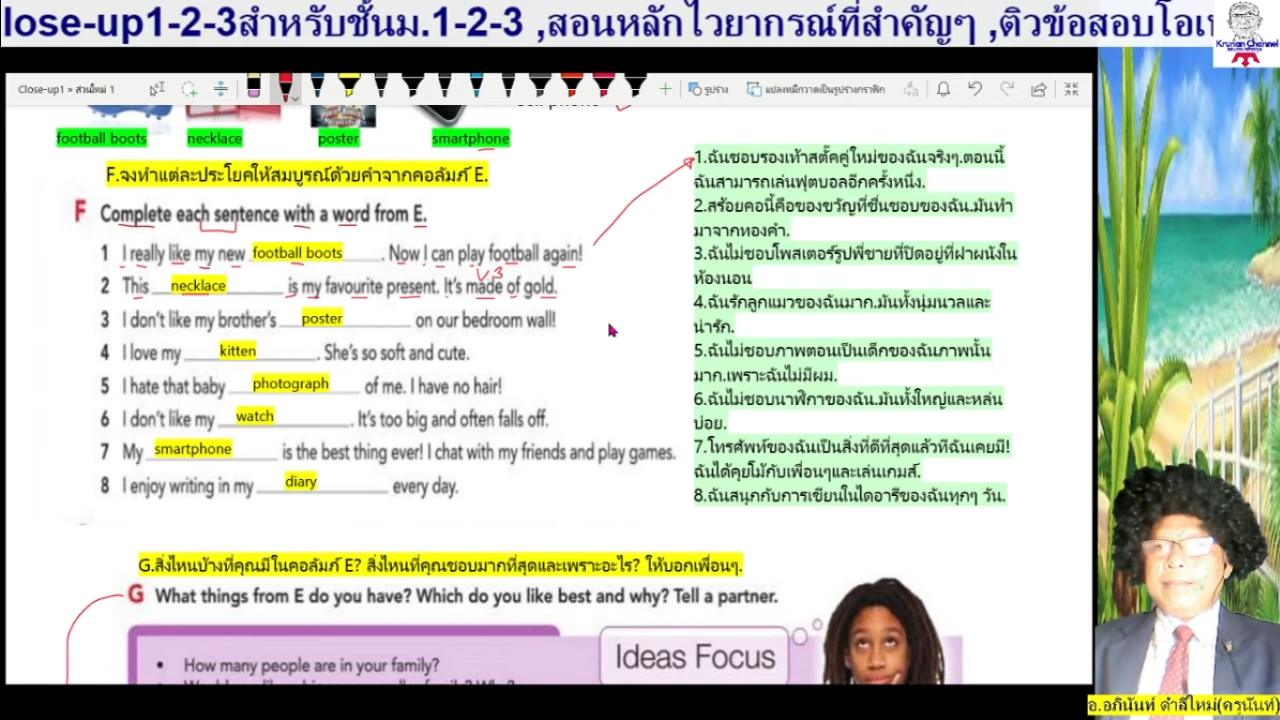 lose-up1-2-3สำหรับชั้นม.1-2-3 ,สอนหลักไวยากรณ์ที่สำคัญๆ ,ติวข้อสอบโอเ
Krunan Channel
Close-up1 » ส่วนใหม่ 1
รูปร่าง
แปลงหมึกวาดเป็นรูปร่างกราฟิก
football boots
necklace
poster
smartphone
F.จงทำแต่ละประโยคให้สมบูรณ์ด้วยคำจากคอลัมภ์ E.
F Complete each sentence with a word from E.
1 I really like my new football boots . Now I can play football again!
V.3
2 This necklace is my favourite present. It's made of gold.
3 I don't like my brother's poster on our bedroom wall!
4 I love my kitten . She's so soft and cute.
5 I hate that baby photograph of me. I have no hair!
6 I don't like my watch . It's too big and often falls off.
7 My smartphone is the best thing ever! I chat with my friends and play games.
8 I enjoy writing in my diary every day.
1.ฉันชอบรองเท้าสตั๊คคู่ใหม่ของฉันจริงๆ.ตอนนี้
ฉันสามารถเล่นฟุตบอลอีกครั้งหนึ่ง.
2.สร้อยคอนี้คือของขวัญที่ชื่นชอบของฉัน.มันทำ
มาจากทองคำ.
3.ฉันไม่ชอบโพสเตอร์รูปพี่ชายที่ปิดอยู่ที่ฝาผนังใน
ห้องนอน
4.ฉันรักลูกแมวของฉันมาก.มันทั้งนุ่มนวลและ
น่ารัก.
5.ฉันไม่ชอบภาพตอนเป็นเด็กของฉันภาพนั้น
มาก.เพราะฉันไม่มีผม.
6.ฉันไม่ชอบนาฬิกาของฉัน.มันทั้งใหญ่และหล่น
บ่อย.
7.โทรศัพท์ของฉันเป็นสิ่งที่ดีที่สุดแล้วที่ฉันเคยมี!
ฉันได้คุยโม้กับเพื่อนๆและเล่นเกมส์.
8.ฉันสนุกกับการเขียนในไดอารีของฉันทุกๆ วัน.
G.สิ่งไหนบ้างที่คุณมีในคอลัมภ์ E? สิ่งไหนที่คุณชอบมากที่สุดและเพราะอะไร? ให้บอกเพื่อนๆ.
G What things from E do you have? Which do you like best and why? Tell a partner.
Ideas Focus
• How many people are in your family?
อ.อภินันท์ ดำสีใหม่(ครูนันท์)